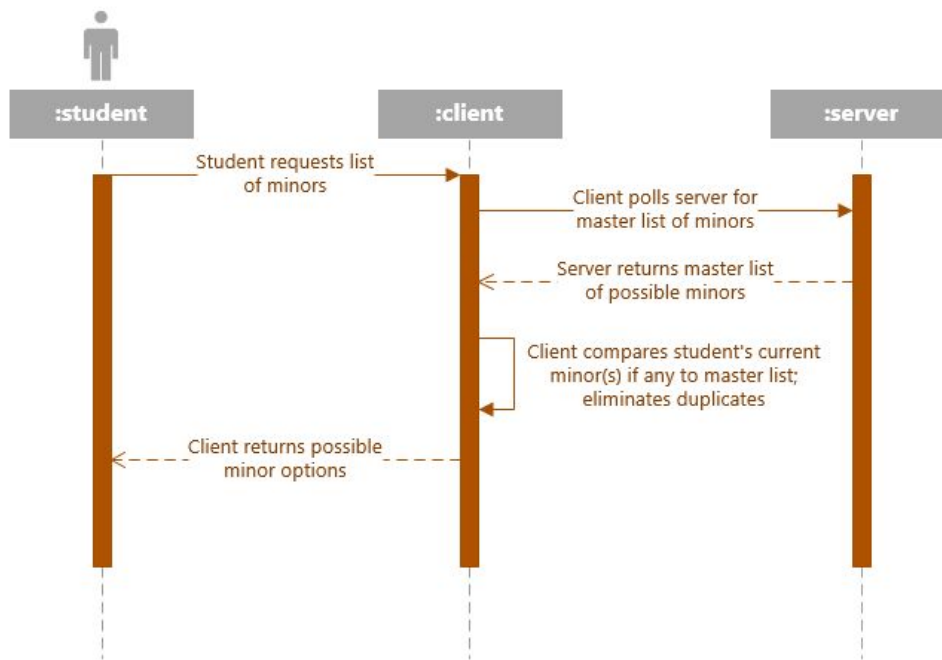 :student
:client
:server
Student requests list
of minors
Client polls server for
master list of minors
Server returns master list
of possible minors
Client compares student's current
minor(s) if any to master list;
eliminates duplicates
Client returns possible
minor options